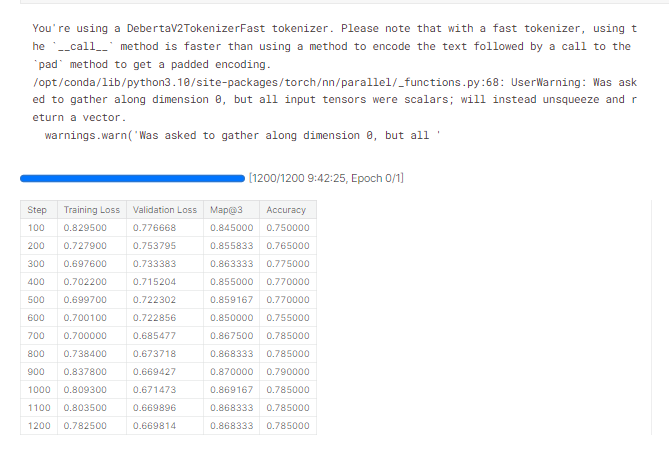 You're using a DebertaV2TokenizerFast tokenizer. Please note that with a fast tokenizer, using t
he `__call__` method is faster than using a method to encode the text followed by a call to the
`pad` method to get a padded encoding.
/opt/conda/lib/python3.10/site-packages/torch/nn/parallel/_functions.py:68: UserWarning: Was ask
ed to gather along dimension 0, but all input tensors were scalars; will instead unsqueeze and r
eturn a vector.
  warnings.warn('Was asked to gather along dimension 0, but all '
[1200/1200 9:42:25, Epoch 0/1]
Step Training Loss Validation Loss Map@3 Accuracy
100 0.829500 0.776668 0.845000 0.750000
200 0.727900 0.753795 0.855833 0.765000
300 0.697600 0.733383 0.863333 0.775000
400 0.702200 0.715204 0.855000 0.770000
500 0.699700 0.722302 0.859167 0.770000
600 0.700100 0.722856 0.850000 0.755000
700 0.700000 0.685477 0.867500 0.785000
800 0.738400 0.673718 0.868333 0.785000
900 0.837800 0.669427 0.870000 0.790000
1000 0.809300 0.671473 0.869167 0.785000
1100 0.803500 0.669896 0.868333 0.785000
1200 0.782500 0.669814 0.868333 0.785000